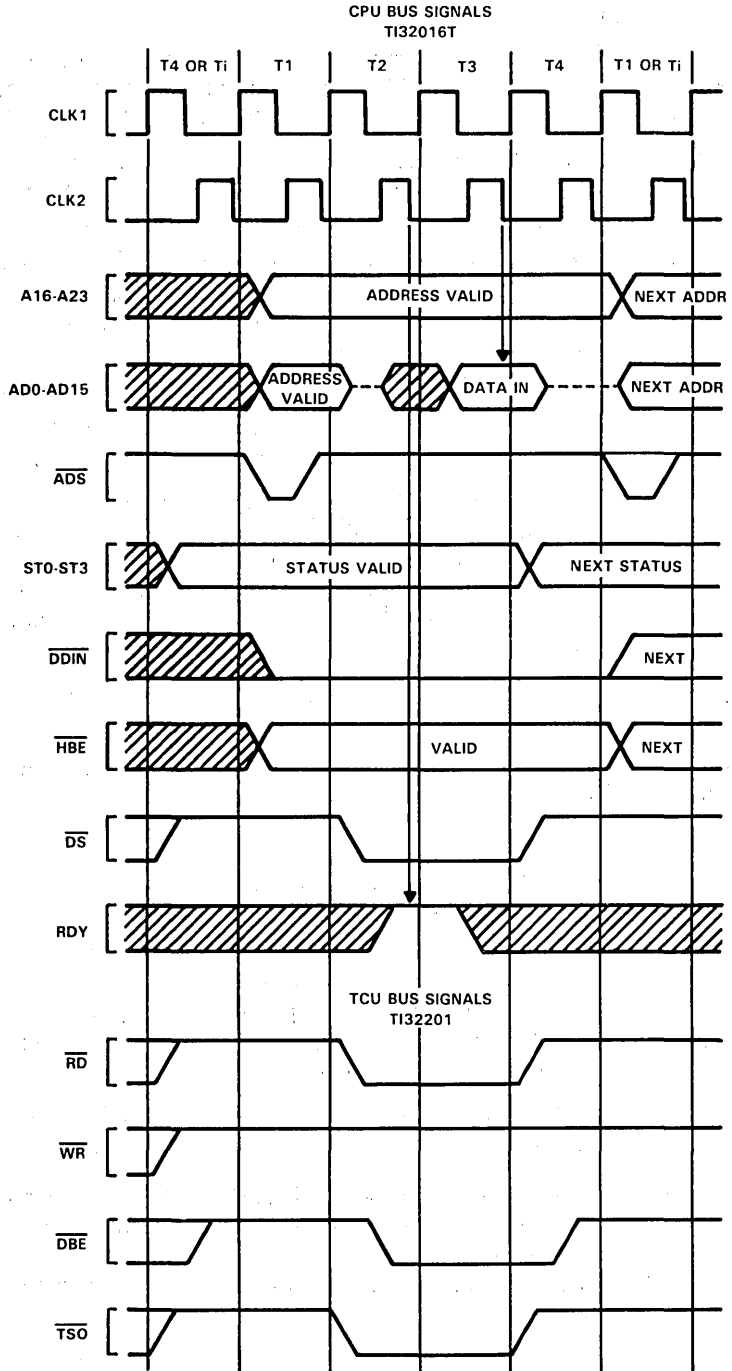 CPU BUS SIGNALS
TI32016T
T4 OR Ti T1 T2 T3 T4 T1 OR Ti
CLK1
CLK2
A16-A23 ADDRESS VALID NEXT ADDR
AD0-AD15 ADDRESS VALID DATA IN NEXT ADDR
ADS
ST0-ST3 STATUS VALID NEXT STATUS
DDIN NEXT
HBE VALID NEXT
DS
RDY
TCU BUS SIGNALS
TI32201
RD
WR
DBE
TSO